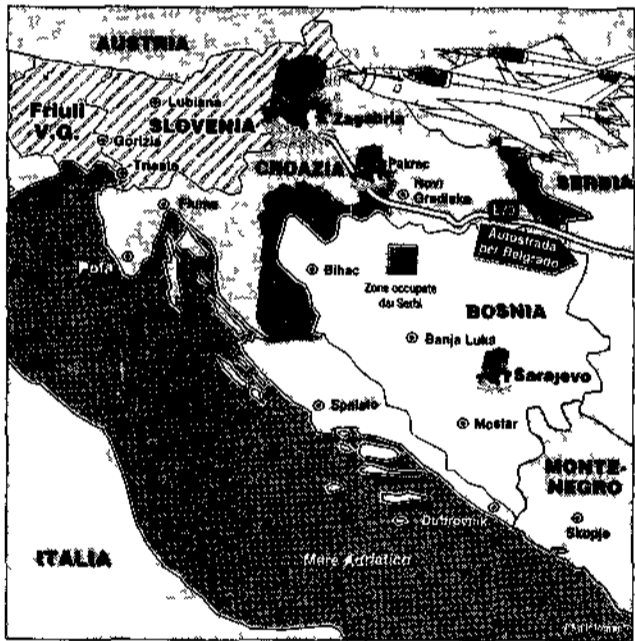 AUSTRIA
Friuli
V.G.
Lubiana
SLOVENIA
Zagabria
Gorizia
Trieste
CROAZIA
Pakrac
Novi
Gradiska
SERBIA
Fiume
Autostrada
per Belgrado
Pola
Bihac
Zone occupate
dai Serbi
BOSNIA
Banja Luka
Sarajevo
Spalato
Mostar
MONTE-
NEGRO
Dubrovnik
Skopje
ITALIA
Mare Adriatico